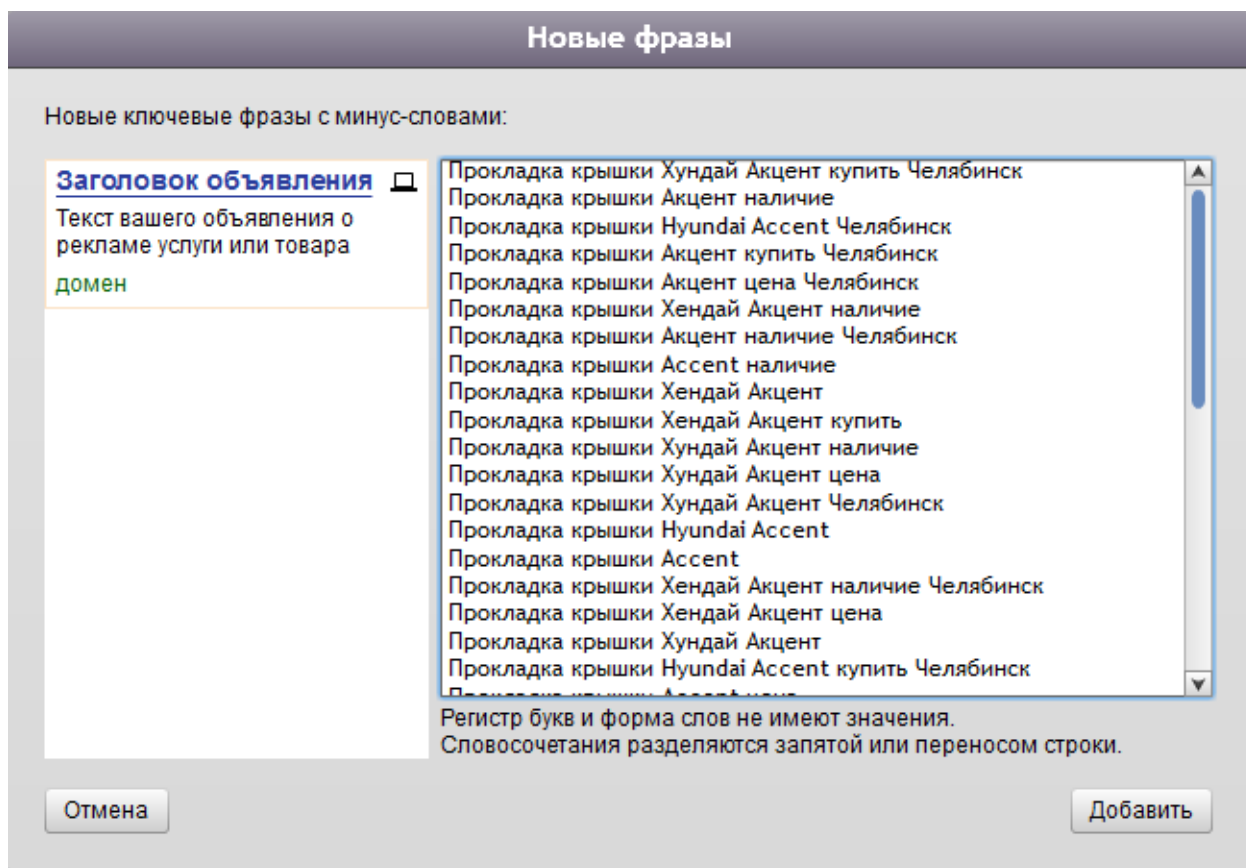 Новые фразы
Новые ключевые фразы с минус-словами:
Заголовок объявления
Текст вашего объявления о
рекламе услуги или товара
домен
Прокладка крышки Хундай Акцент купить Челябинск
Прокладка крышки Акцент наличие
Прокладка крышки Hyundai Accent Челябинск
Прокладка крышки Акцент купить Челябинск
Прокладка крышки Акцент цена Челябинск
Прокладка крышки Хендай Акцент наличие
Прокладка крышки Акцент наличие Челябинск
Прокладка крышки Accent наличие
Прокладка крышки Хендай Акцент
Прокладка крышки Хендай Акцент купить
Прокладка крышки Хундай Акцент наличие
Прокладка крышки Хундай Акцент цена
Прокладка крышки Хундай Акцент Челябинск
Прокладка крышки Hyundai Accent
Прокладка крышки Accent
Прокладка крышки Хендай Акцент наличие Челябинск
Прокладка крышки Хендай Акцент цена
Прокладка крышки Хундай Акцент
Прокладка крышки Hyundai Accent купить Челябинск
Прокладка крышки Accent цена
Регистр букв и форма слов не имеют значения.
Словосочетания разделяются запятой или переносом строки.
Отмена
Добавить